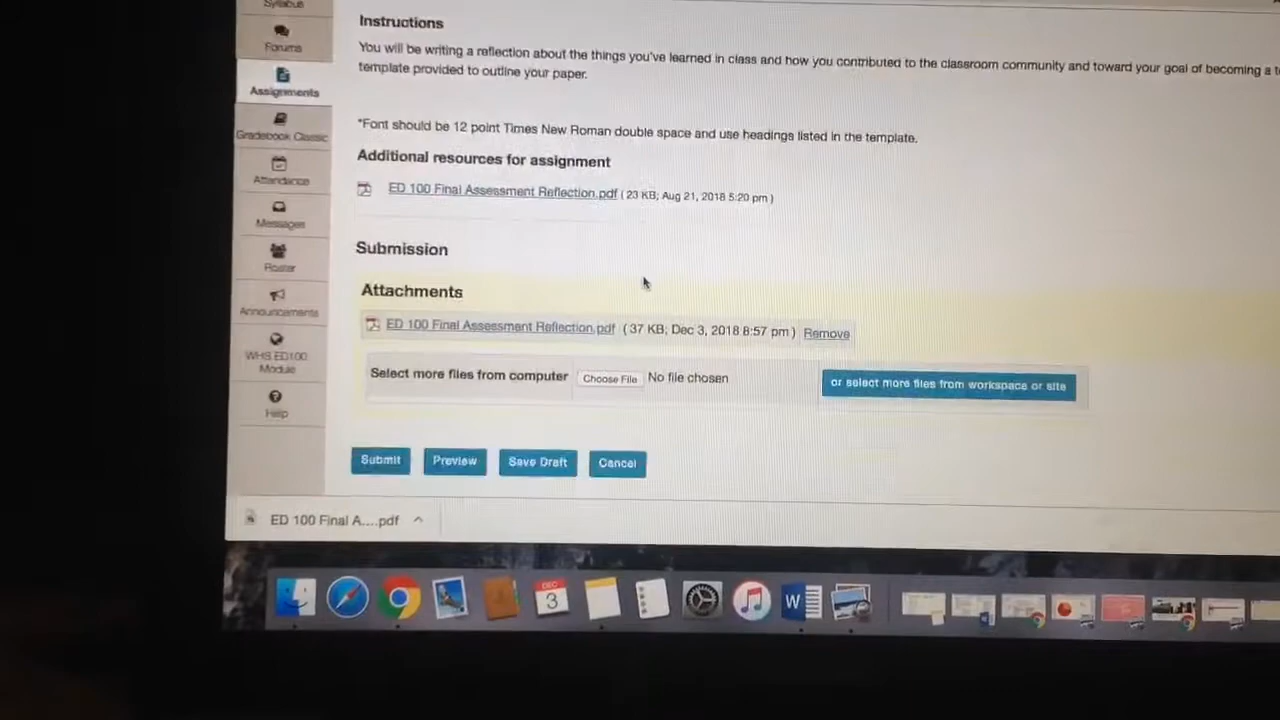 Syllabus
Forums
Assignments
Gradebook Classic
Attendance
Messages
Roster
Announcements
WHS ED100
Module
Help
Instructions
You will be writing a reflection about the things you've learned in class and how you contributed to the classroom community and toward your goal of becoming a
template provided to outline your paper.
*Font should be 12 point Times New Roman double space and use headings listed in the template.
Additional resources for assignment
ED 100 Final Assessment Reflection.pdf ( 23 KB; Aug 21, 2018 5:20 pm )
Submission
Attachments
ED 100 Final Assessment Reflection.pdf ( 37 KB; Dec 3, 2018 8:57 pm ) Remove
Select more files from computer Choose File No file chosen or select more files from workspace or site
Submit Preview Save Draft Cancel
ED 100 Final A....pdf
DEC
3
W